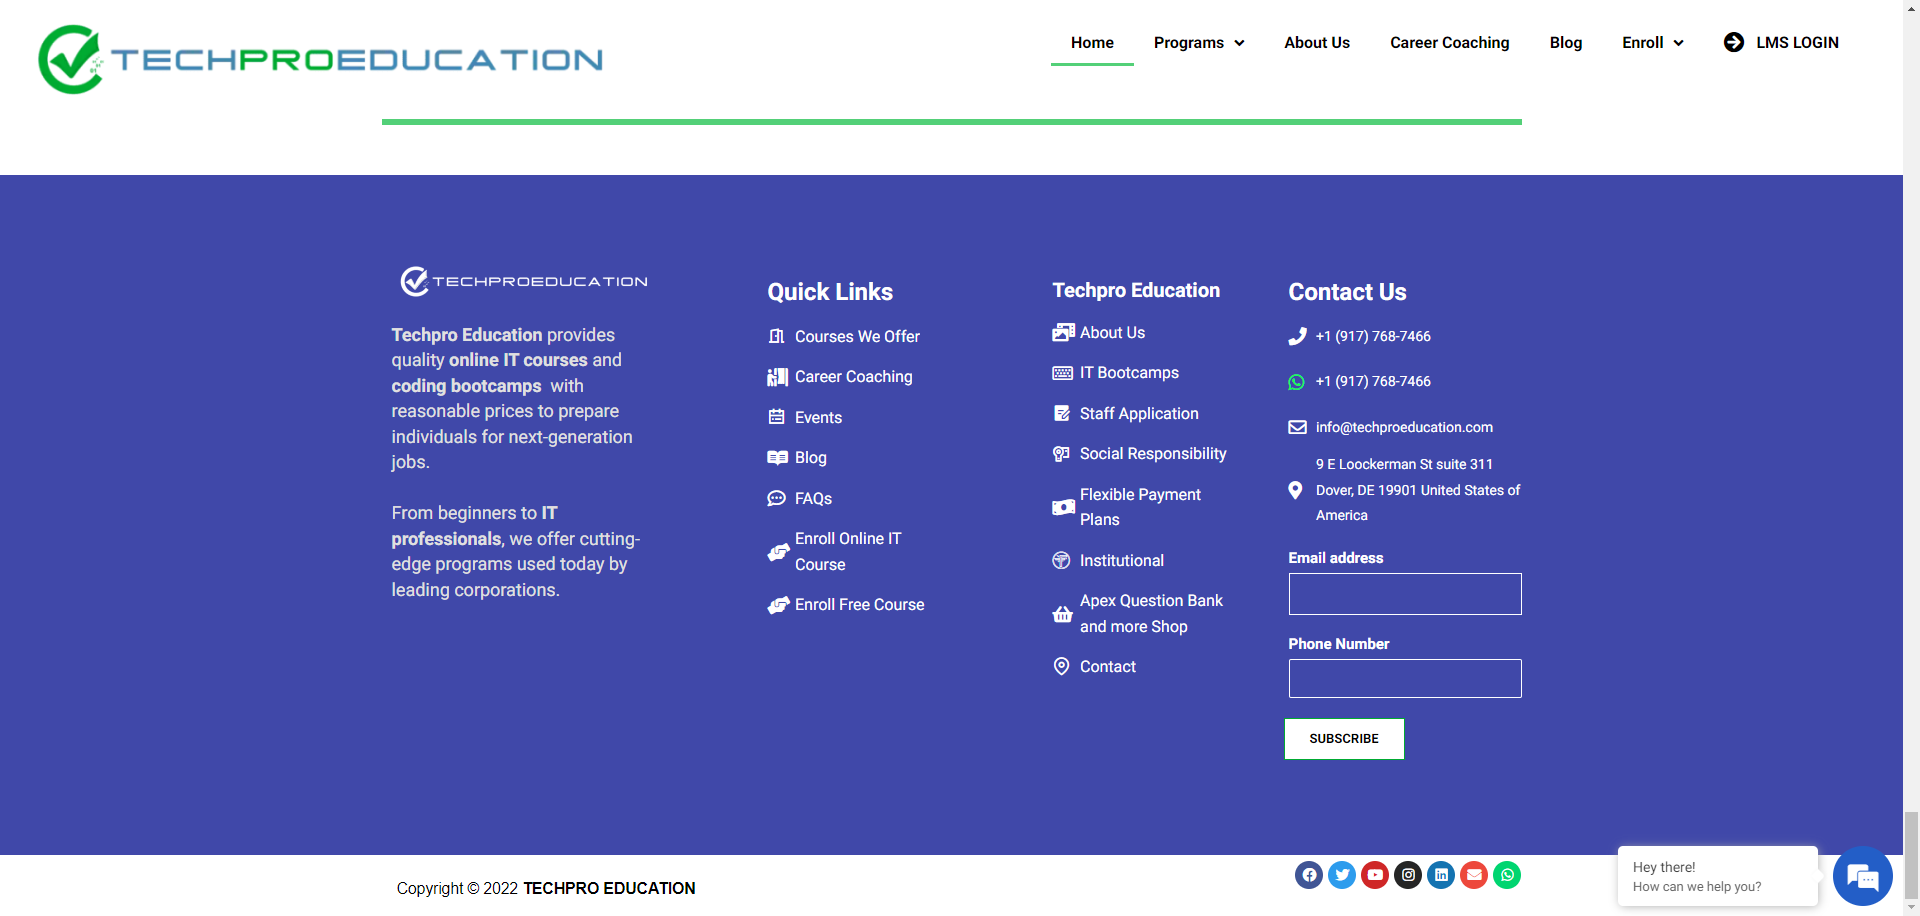 TECHPROEDUCATION
Home
Programs
About Us
Career Coaching
Blog
Enroll
LMS LOGIN
TECHPROEDUCATION
Techpro Education provides
quality online IT courses and
coding bootcamps with
reasonable prices to prepare
individuals for next-generation
jobs.
From beginners to IT
professionals, we offer cutting-
edge programs used today by
leading corporations.
Quick Links
Courses We Offer
Career Coaching
Events
Blog
FAQs
Enroll Online IT
Course
Enroll Free Course
Techpro Education
About Us
IT Bootcamps
Staff Application
Social Responsibility
Flexible Payment
Plans
Institutional
Apex Question Bank
and more Shop
Contact
Contact Us
+1 (917) 768-7466
+1 (917) 768-7466
info@techproeducation.com
9 E Loockerman St suite 311
Dover, DE 19901 United States of
America
Email address
Phone Number
SUBSCRIBE
Copyright © 2022 TECHPRO EDUCATION
Hey there!
How can we help you?